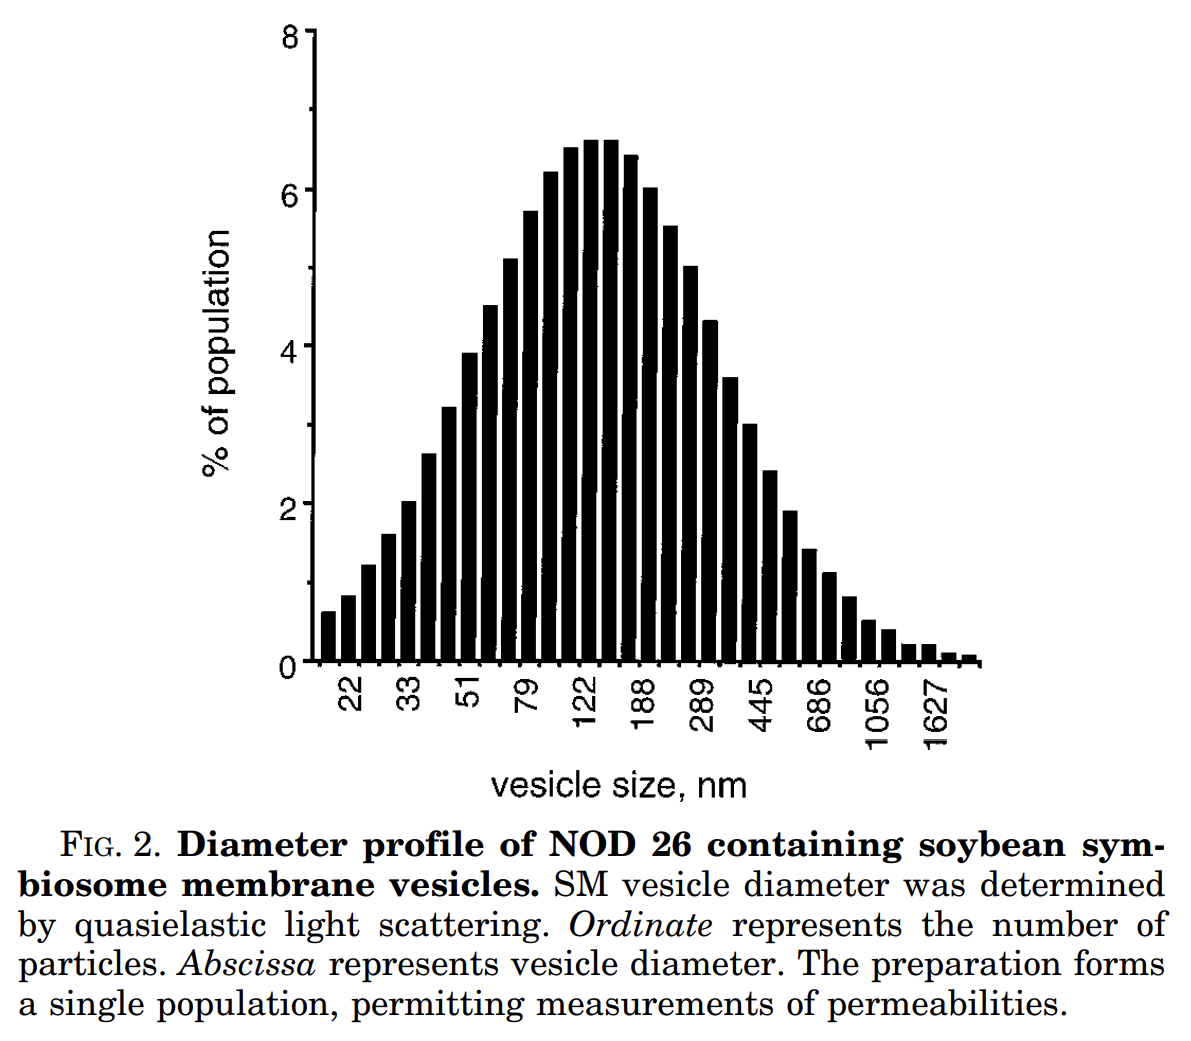 8
6
4
2
0
% of population
22 33 51 79 122 188 289 445 686 1056 1627
vesicle size, nm
FIG. 2. Diameter profile of NOD 26 containing soybean sym-
biosome membrane vesicles. SM vesicle diameter was determined
by quasielastic light scattering. Ordinate represents the number of
particles. Abscissa represents vesicle diameter. The preparation forms
a single population, permitting measurements of permeabilities.